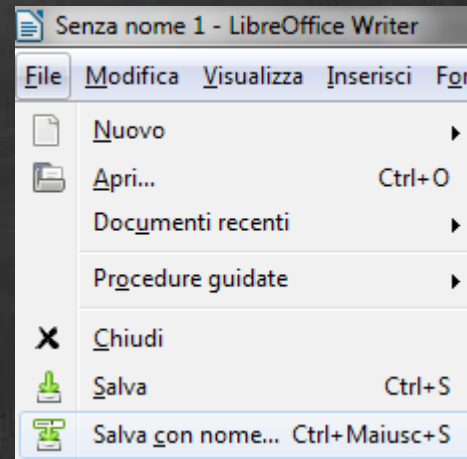 Senza nome 1 - LibreOffice Writer
File Modifica Visualizza Inserisci For
Nuovo
Apri... Ctrl+O
Documenti recenti
Procedure guidate
Chiudi
Salva Ctrl+S
Salva con nome... Ctrl+Maiusc+S